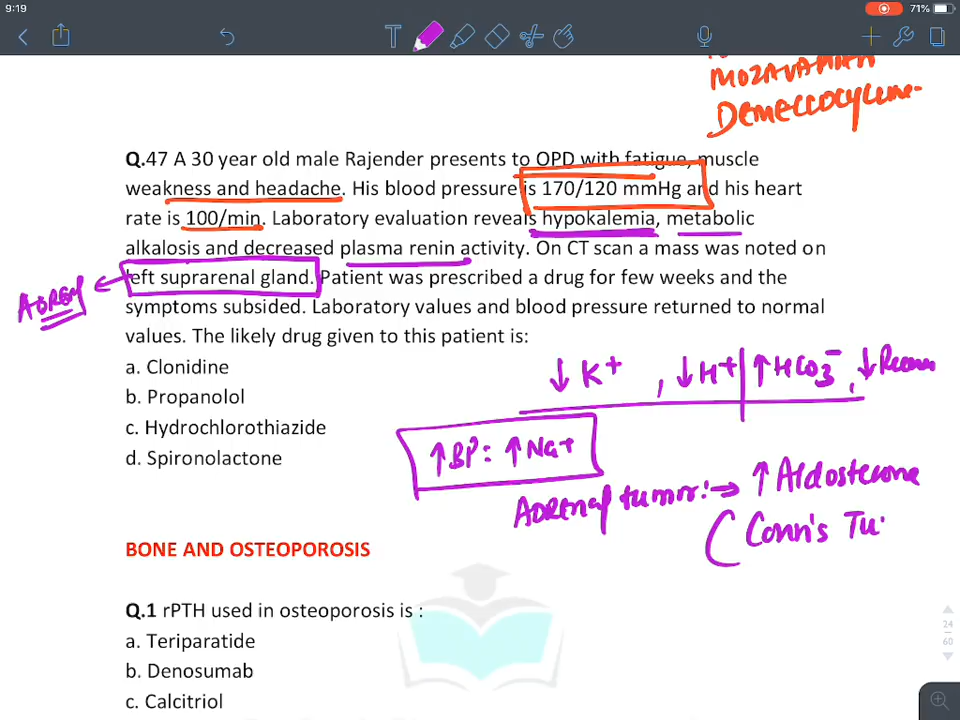 9:19
71%
T
MOZAVAPTAN
DEMECLOCYCLINE
Q.47 A 30 year old male Rajender presents to OPD with fatigue, muscle
weakness and headache. His blood pressure is 170/120 mmHg and his heart
rate is 100/min. Laboratory evaluation reveals hypokalemia, metabolic
alkalosis and decreased plasma renin activity. On CT scan a mass was noted on
left suprarenal gland. Patient was prescribed a drug for few weeks and the
ADRENAL
symptoms subsided. Laboratory values and blood pressure returned to normal
values. The likely drug given to this patient is:
a. Clonidine
↓ K+ , ↓ H+ | ↑ HCO3− , ↓ Renin
b. Propanolol
c. Hydrochlorothiazide
d. Spironolactone
↑ BP: ↑ Na+
ADRENAL tumor: → ↑ Aldosterone
(Conn's Tu
BONE AND OSTEOPOROSIS
Q.1 rPTH used in osteoporosis is :
a. Teriparatide
b. Denosumab
c. Calcitriol
24
60